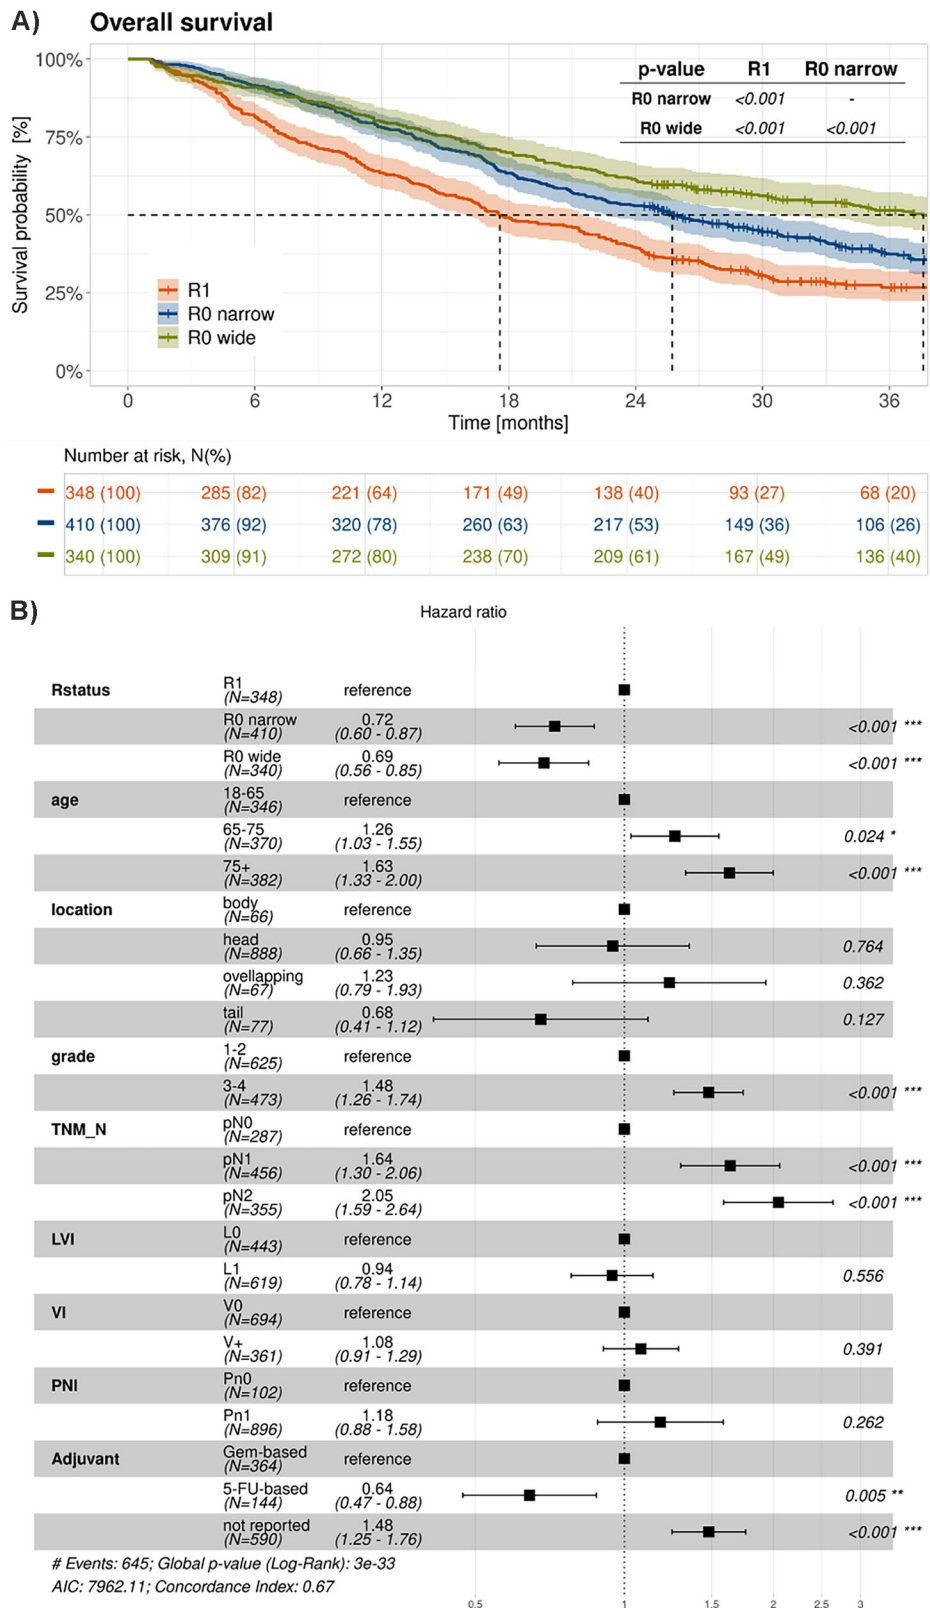 A) Overall survival
100%
75%
50%
25%
0%
Survival probability [%]
p-value R1 R0 narrow
R0 narrow <0.001 -
R0 wide <0.001 <0.001
R1
R0 narrow
R0 wide
0 6 12 18 24 30 36
Time [months]
Number at risk, N(%)
348 (100) 285 (82) 221 (64) 171 (49) 138 (40) 93 (27) 68 (20)
410 (100) 376 (92) 320 (78) 260 (63) 217 (53) 149 (36) 106 (26)
340 (100) 309 (91) 272 (80) 238 (70) 209 (61) 167 (49) 136 (40)
B) Hazard ratio
Rstatus R1 (N=348) reference
R0 narrow (N=410) 0.72 (0.60 - 0.87) <0.001 ***
R0 wide (N=340) 0.69 (0.56 - 0.85) <0.001 ***
age 18-65 (N=346) reference
65-75 (N=370) 1.26 (1.03 - 1.55) 0.024 *
75+ (N=382) 1.63 (1.33 - 2.00) <0.001 ***
location body (N=66) reference
head (N=888) 0.95 (0.66 - 1.35) 0.764
ovellapping (N=67) 1.23 (0.79 - 1.93) 0.362
tail (N=77) 0.68 (0.41 - 1.12) 0.127
grade 1-2 (N=625) reference
3-4 (N=473) 1.48 (1.26 - 1.74) <0.001 ***
TNM_N pN0 (N=287) reference
pN1 (N=456) 1.64 (1.30 - 2.06) <0.001 ***
pN2 (N=355) 2.05 (1.59 - 2.64) <0.001 ***
LVI L0 (N=443) reference
L1 (N=619) 0.94 (0.78 - 1.14) 0.556
VI V0 (N=694) reference
V+ (N=361) 1.08 (0.91 - 1.29) 0.391
PNI Pn0 (N=102) reference
Pn1 (N=896) 1.18 (0.88 - 1.58) 0.262
Adjuvant Gem-based (N=364) reference
5-FU-based (N=144) 0.64 (0.47 - 0.88) 0.005 **
not reported (N=590) 1.48 (1.25 - 1.76) <0.001 ***
# Events: 645; Global p-value (Log-Rank): 3e-33
AIC: 7962.11; Concordance Index: 0.67
0.5 1 1.5 2 2.5 3